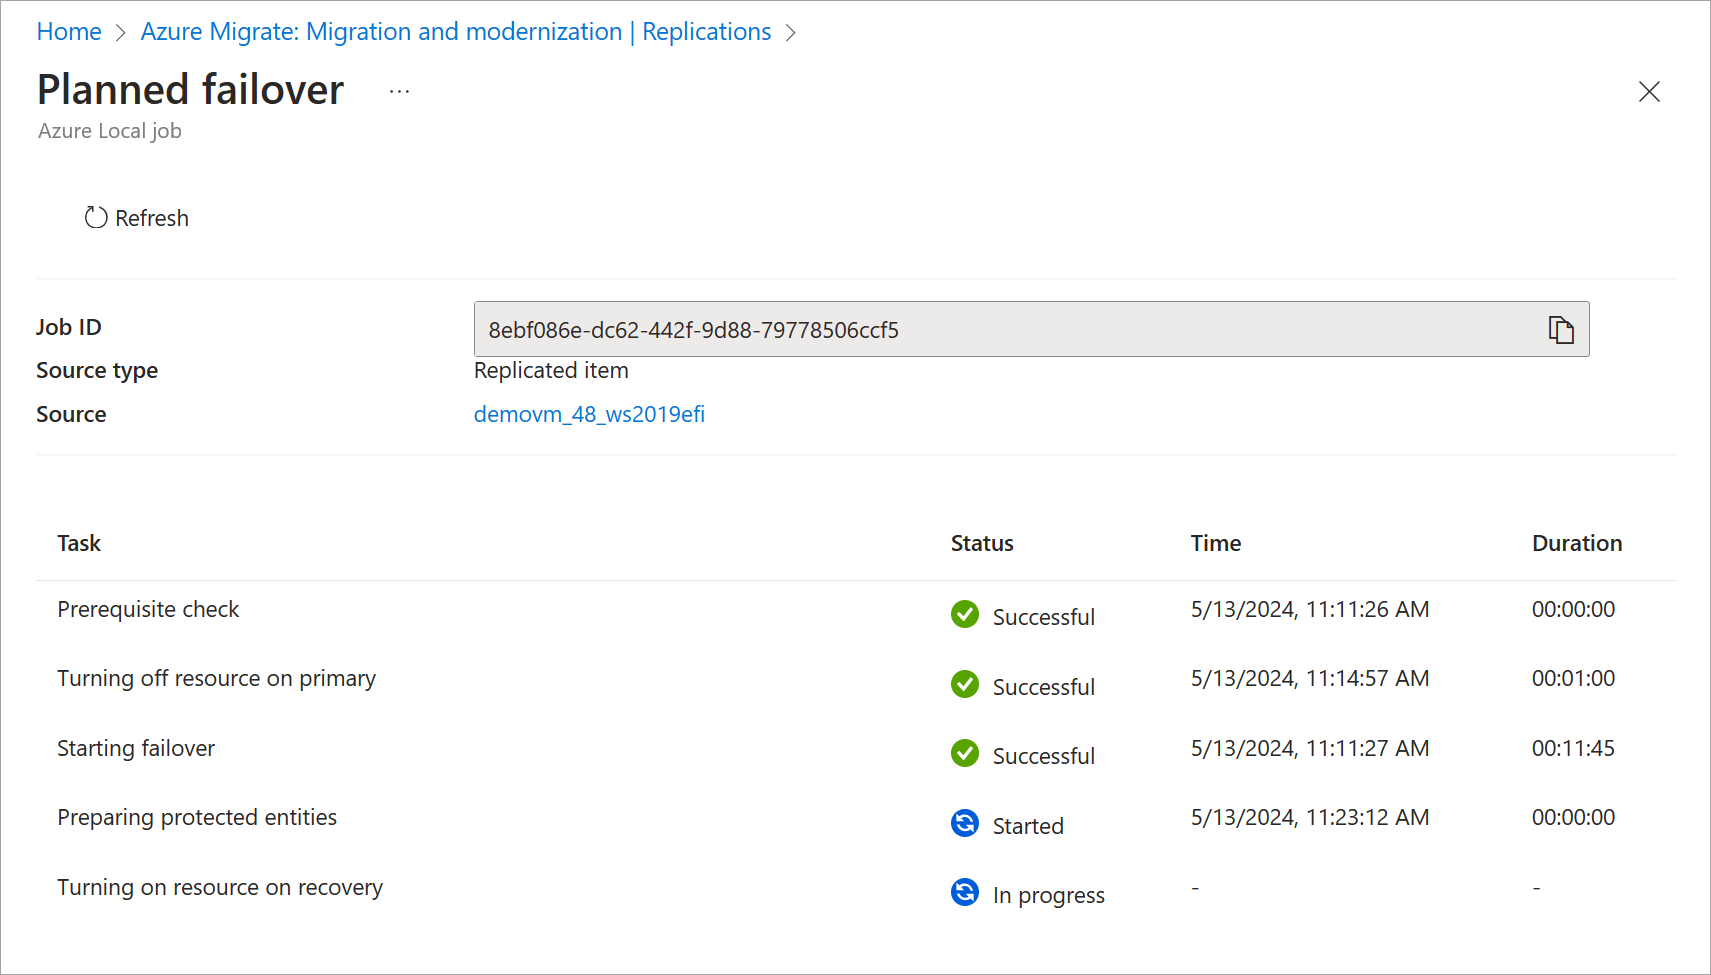 Home > Azure Migrate: Migration and modernization | Replications >
Planned failover ...
Azure Local job
Refresh
Job ID 8ebf086e-dc62-442f-9d88-79778506ccf5
Source type Replicated item
Source demovm_48_ws2019efi
Task Status Time Duration
Prerequisite check Successful 5/13/2024, 11:11:26 AM 00:00:00
Turning off resource on primary Successful 5/13/2024, 11:14:57 AM 00:01:00
Starting failover Successful 5/13/2024, 11:11:27 AM 00:11:45
Preparing protected entities Started 5/13/2024, 11:23:12 AM 00:00:00
Turning on resource on recovery In progress - -